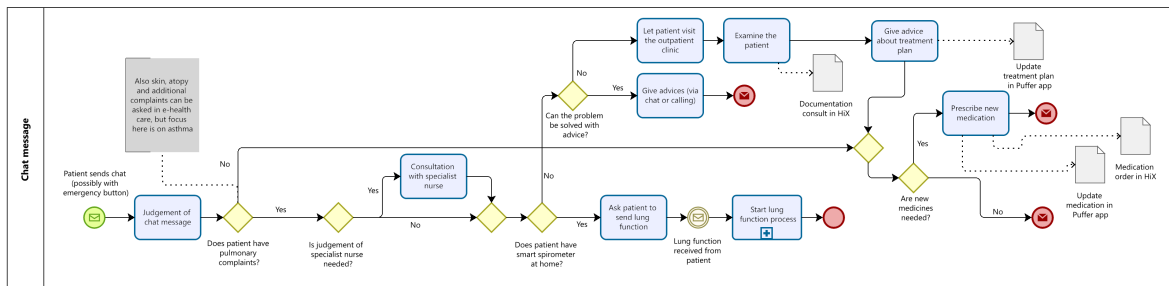 Chat message
Also skin, atopy
and additional
complaints can be
asked in e-health
care, but focus
here is on asthma
Patient sends chat
(possibly with
emergency button)
Judgement of
chat message
Does patient have
pulmonary
complaints?
No
Yes
Is judgement of
specialist nurse
needed?
Yes
No
Consultation
with specialist
nurse
Does patient have
smart spirometer
at home?
No
Yes
Can the problem
be solved with
advice?
No
Yes
Let patient visit
the outpatient
clinic
Examine the
patient
Documentation
consult in HiX
Give advice
about treatment
plan
Update
treatment plan in
Puffer app
Give advices (via
chat or calling)
Ask patient to
send lung
function
Lung function
received from
patient
Start lung
function process
Are new
medicines
needed?
Yes
No
Prescribe new
medication
Medication
order in HiX
Update
medication in
Puffer app